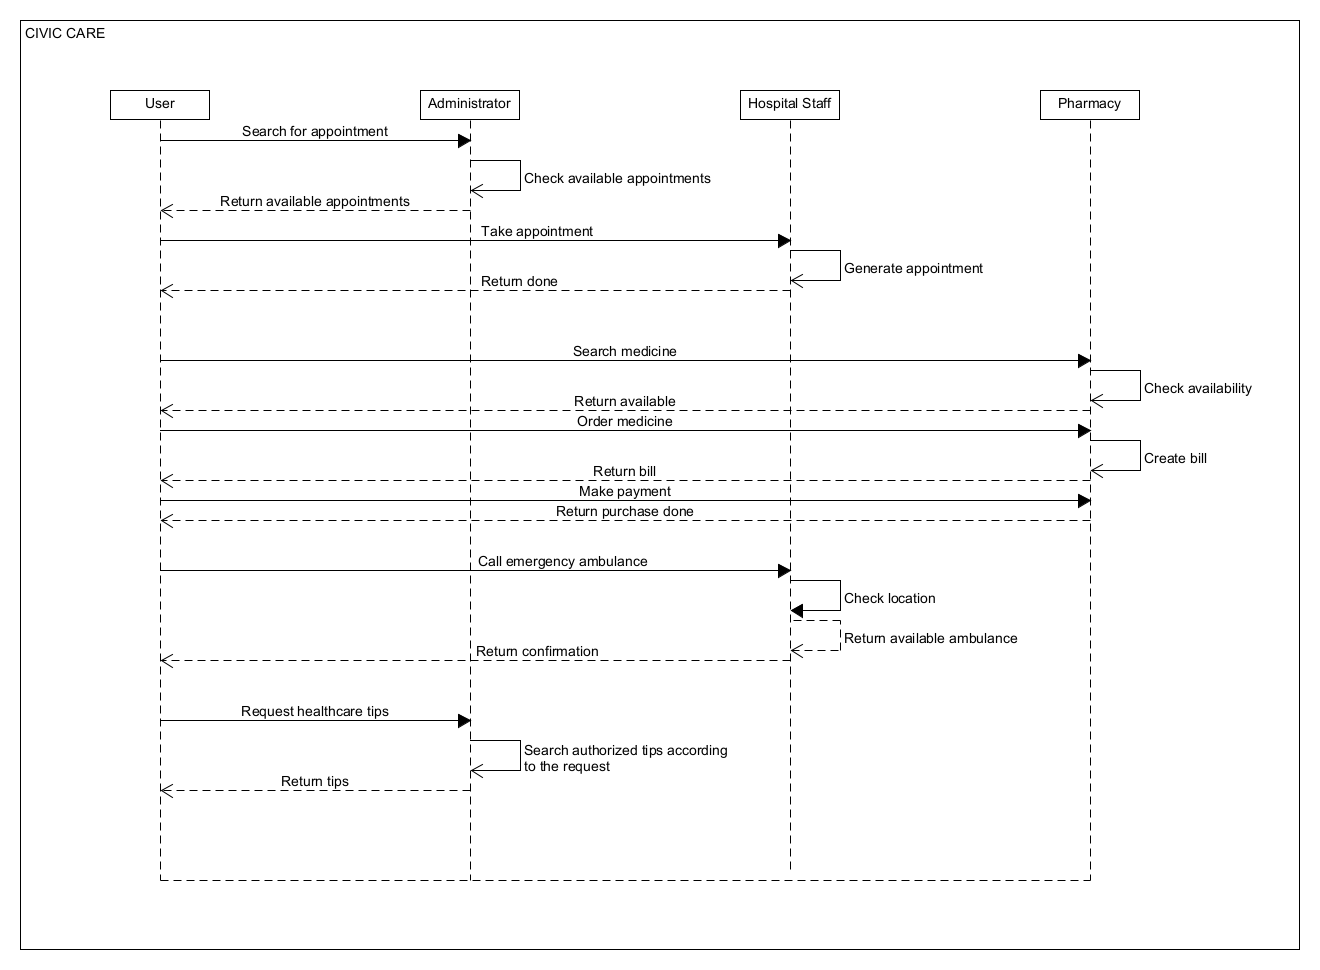 CIVIC CARE
User
Administrator
Hospital Staff
Pharmacy
Search for appointment
Check available appointments
Return available appointments
Take appointment
Generate appointment
Return done
Search medicine
Check availability
Return available
Order medicine
Create bill
Return bill
Make payment
Return purchase done
Call emergency ambulance
Check location
Return available ambulance
Return confirmation
Request healthcare tips
Search authorized tips according
to the request
Return tips